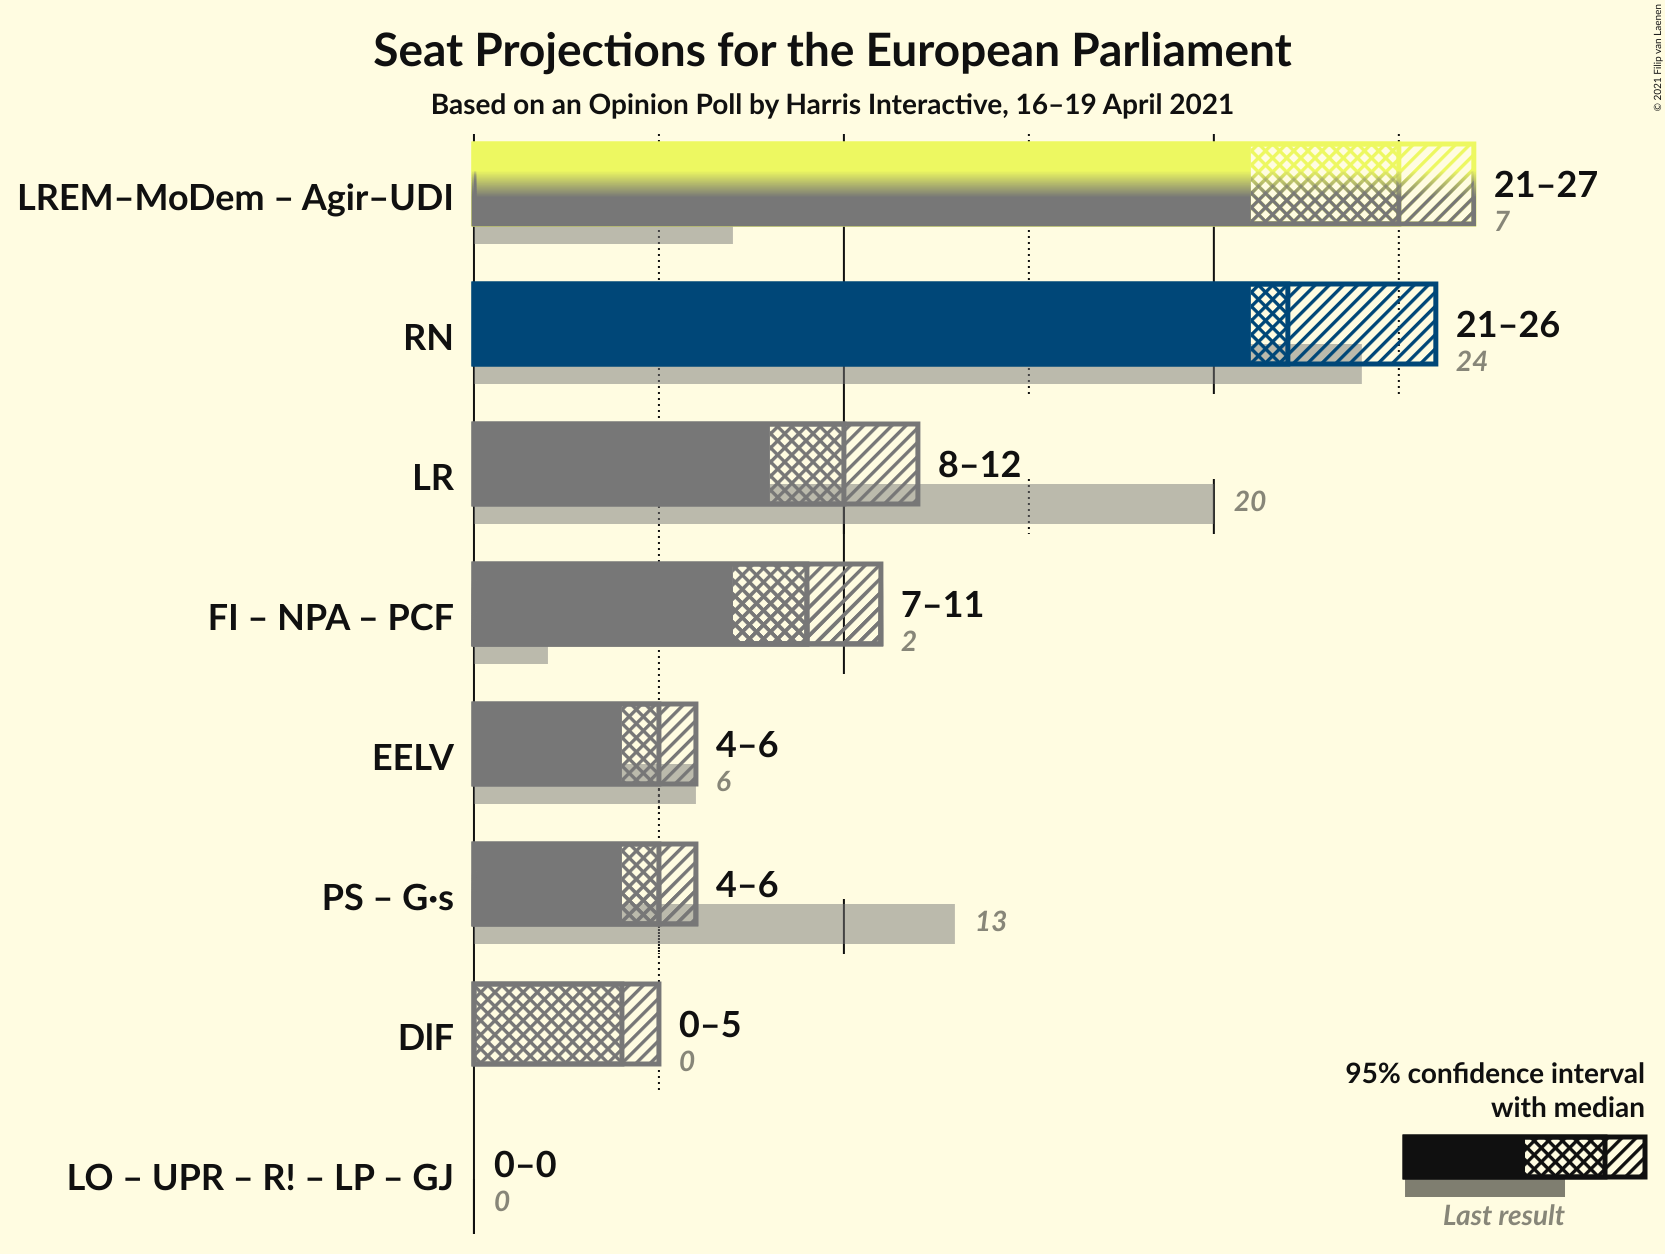 Seat Projections for the European Parliament
Based on an Opinion Poll by Harris Interactive, 16–19 April 2021
© 2021 Filip van Laenen
LREM–MoDem – Agir–UDI
21–27
7
RN
21–26
24
LR
8–12
20
FI – NPA – PCF
7–11
2
EELV
4–6
6
PS – G·s
4–6
13
DlF
0–5
0
LO – UPR – R! – LP – GJ
0–0
0
95% confidence interval
with median
Last result